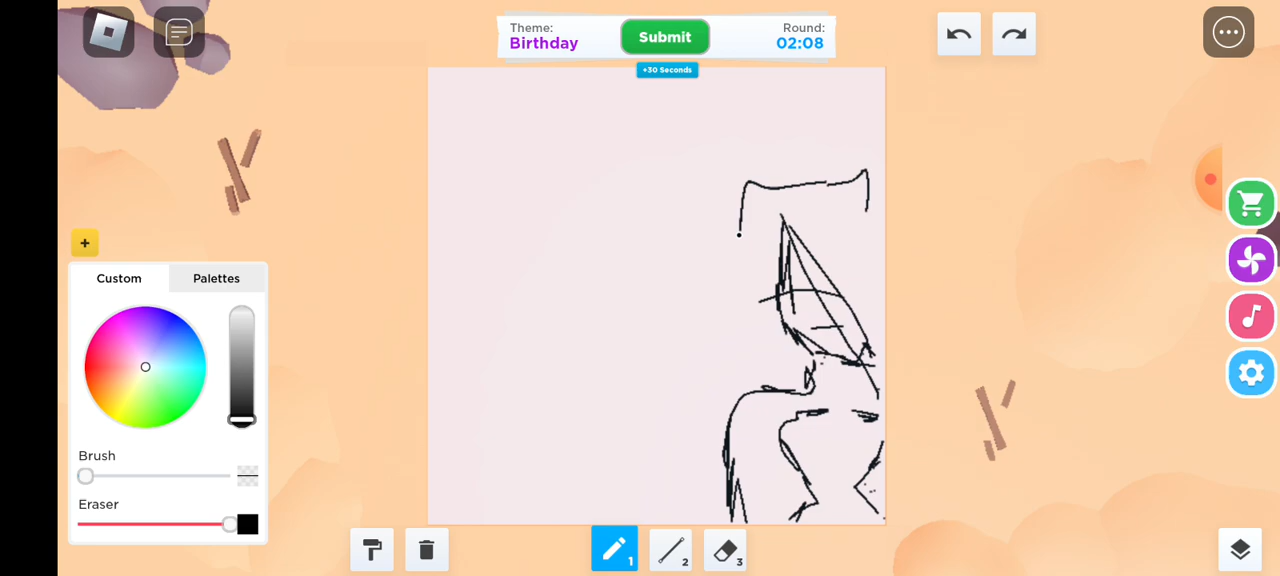 Theme:
Birthday
Submit
Round:
02:08
+30 Seconds
+
Custom
Palettes
Brush
Eraser
1
2
3